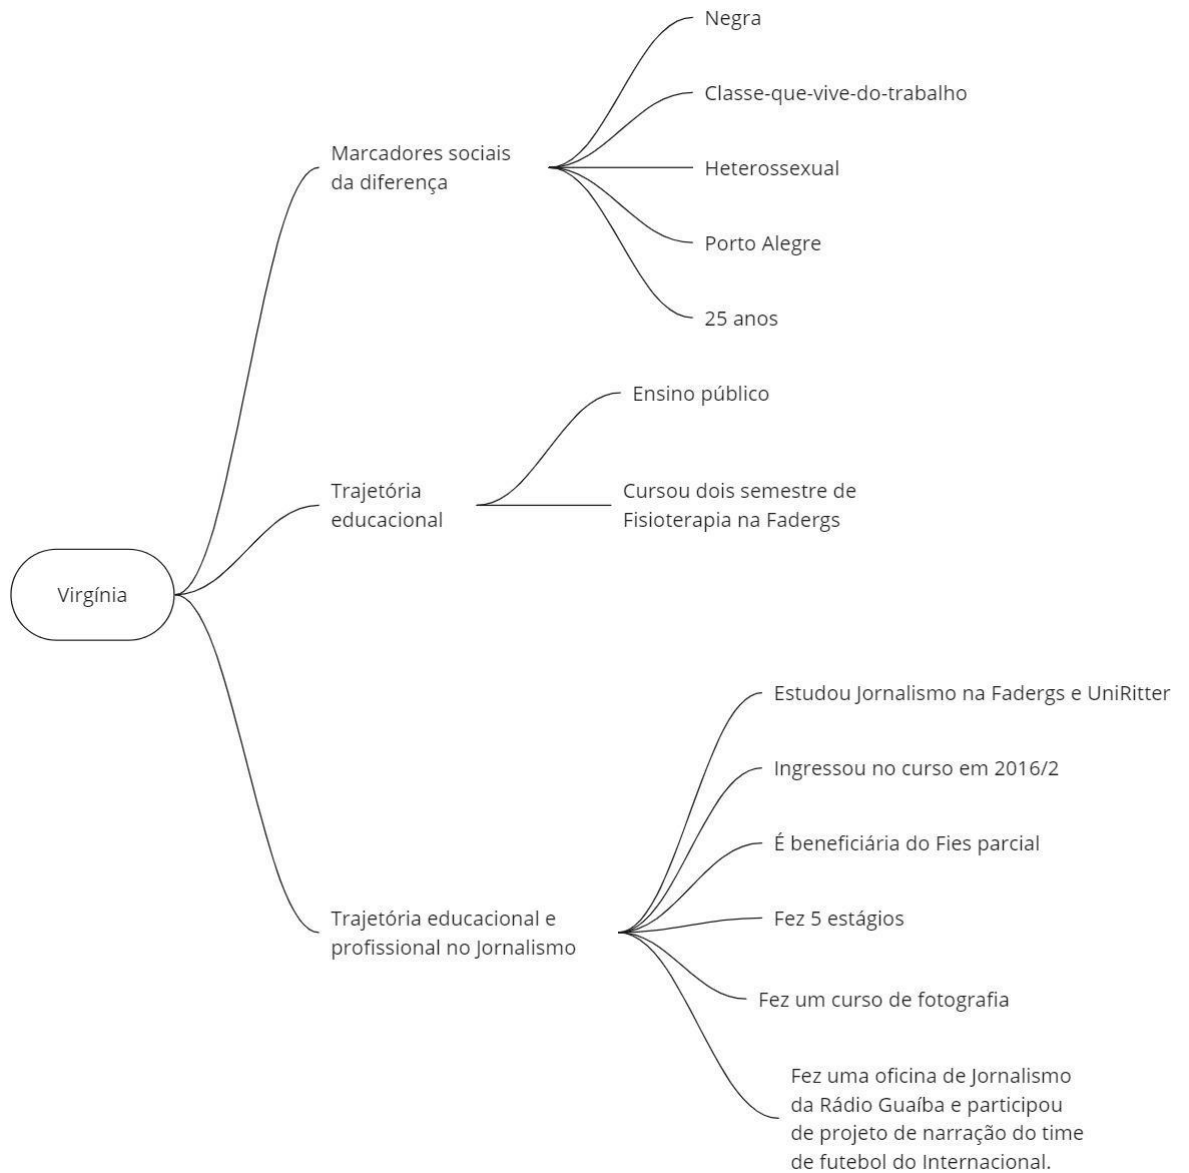 Virgínia
Marcadores sociais
da diferença
Negra
Classe-que-vive-do-trabalho
Heterossexual
Porto Alegre
25 anos
Trajetória
educacional
Ensino público
Cursou dois semestre de
Fisioterapia na Fadergs
Trajetória educacional e
profissional no Jornalismo
Estudou Jornalismo na Fadergs e UniRitter
Ingressou no curso em 2016/2
É beneficiária do Fies parcial
Fez 5 estágios
Fez um curso de fotografia
Fez uma oficina de Jornalismo
da Rádio Guaíba e participou
de projeto de narração do time
de futebol do Internacional.